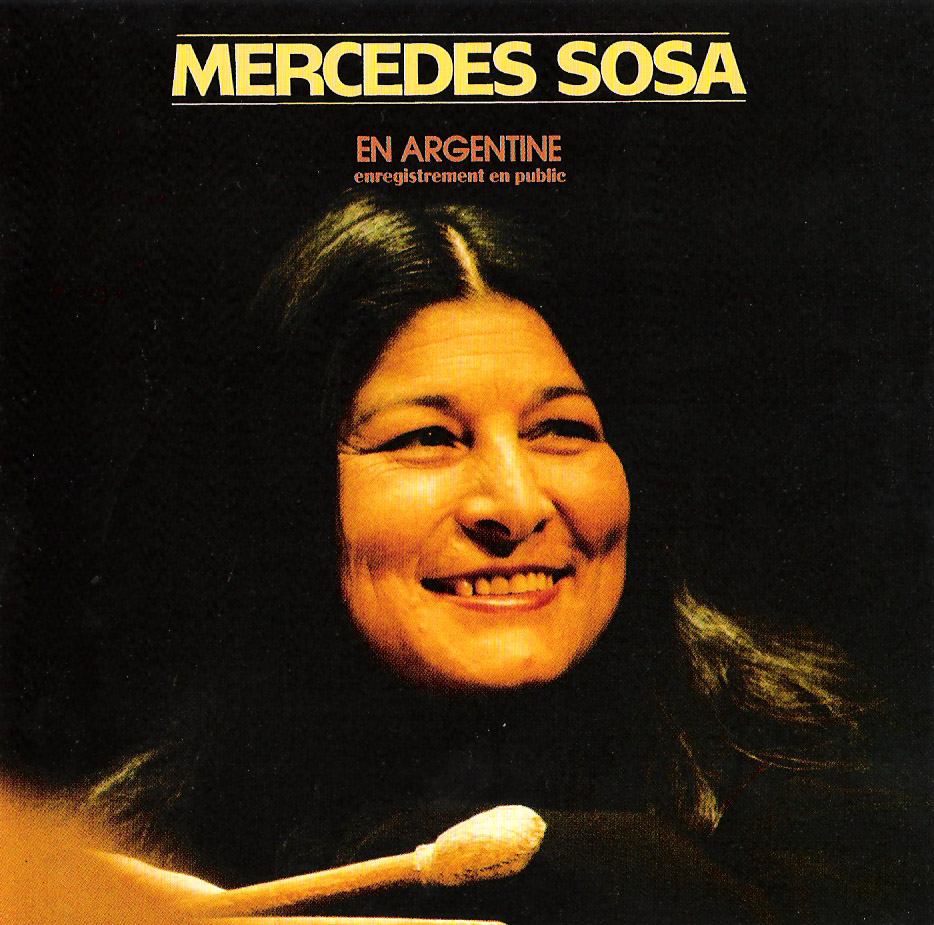 MERCEDES SOSA
EN ARGENTINE
enregistrement en public